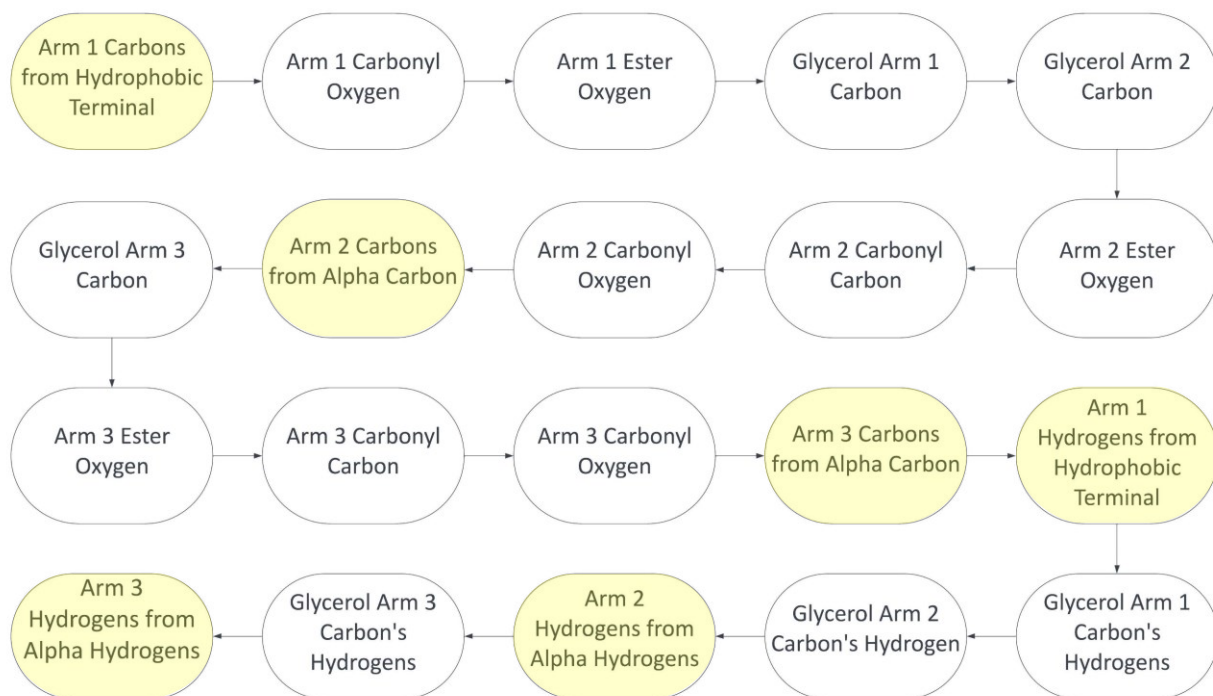 Arm 1 Carbons
from Hydrophobic
Terminal
Arm 1 Carbonyl
Oxygen
Arm 1 Ester
Oxygen
Glycerol Arm 1
Carbon
Glycerol Arm 2
Carbon
Glycerol Arm 3
Carbon
Arm 2 Carbons
from Alpha Carbon
Arm 2 Carbonyl
Oxygen
Arm 2 Carbonyl
Carbon
Arm 2 Ester
Oxygen
Arm 3 Ester
Oxygen
Arm 3 Carbonyl
Carbon
Arm 3 Carbonyl
Oxygen
Arm 3 Carbons
from Alpha Carbon
Arm 1
Hydrogens from
Hydrophobic
Terminal
Arm 3
Hydrogens from
Alpha Hydrogens
Glycerol Arm 3
Carbon's
Hydrogens
Arm 2
Hydrogens from
Alpha Hydrogens
Glycerol Arm 2
Carbon's Hydrogen
Glycerol Arm 1
Carbon's
Hydrogens